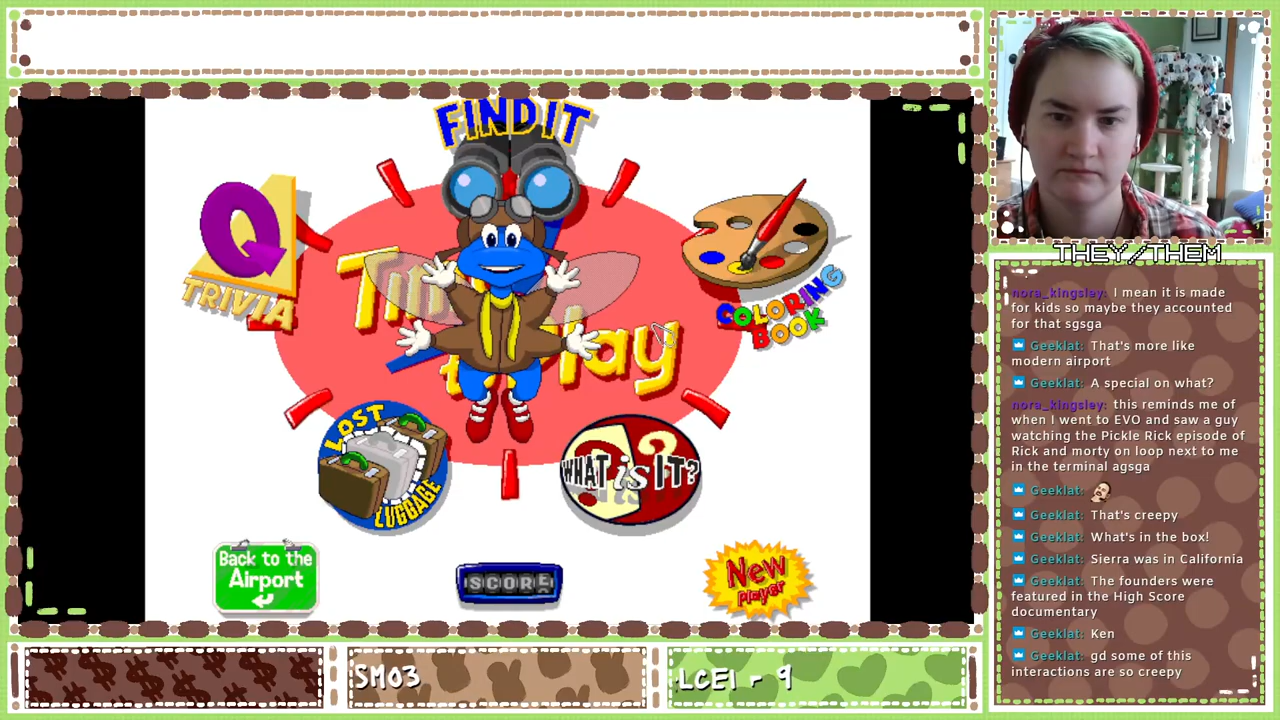 FIND IT
Q
TRIVIA
Time
to Play
COLORING
BOOK
LOST
LUGGAGE
WHAT is IT?
Back to the
Airport
SCORE
New
player
THEY/THEM
nora_kingsley: I mean it is made
for kids so maybe they accounted
for that sgsga
Geeklat: That's more like
modern airport
Geeklat: A special on what?
nora_kingsley: this reminds me of
when I went to EVO and saw a guy
watching the Pickle Rick episode of
Rick and morty on loop next to me
in the terminal agsga
Geeklat:
Geeklat: That's creepy
Geeklat: What's in the box!
Geeklat: Sierra was in California
Geeklat: The founders were
featured in the High Score
documentary
Geeklat: Ken
Geeklat: gd some of this
interactions are so creepy
SMO3
LCEI - 9